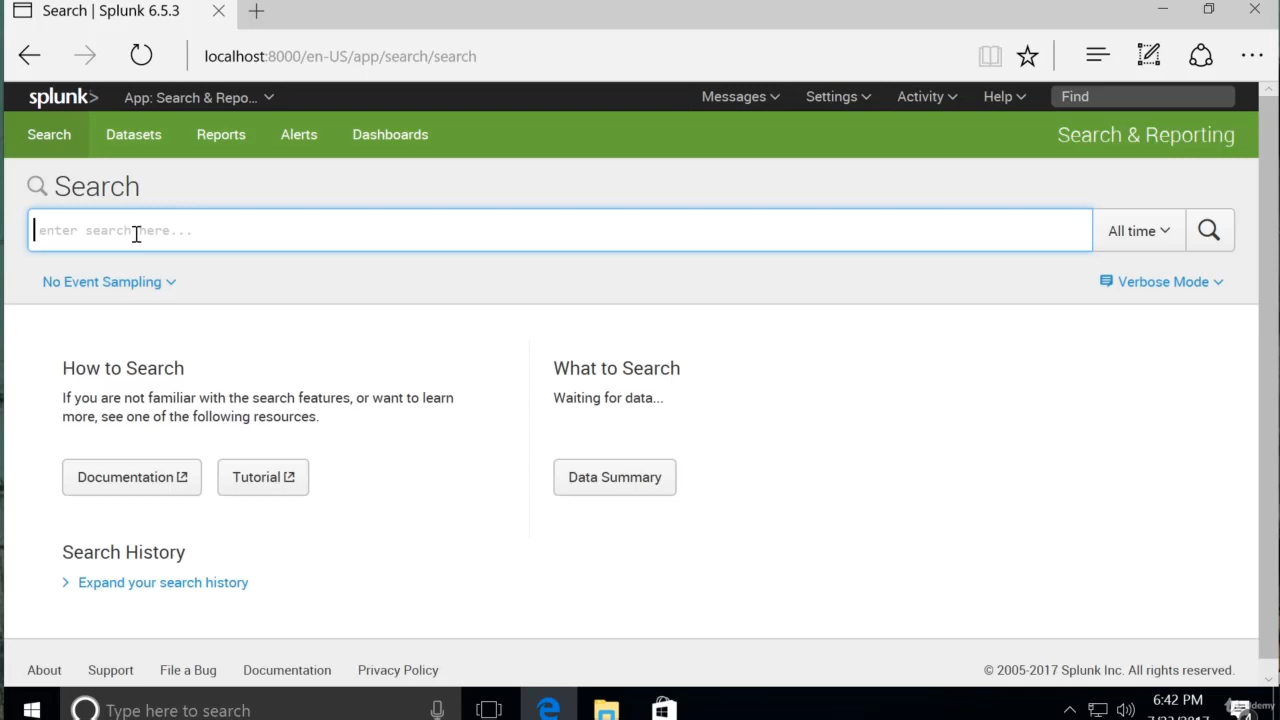 Search | Splunk 6.5.3
localhost:8000/en-US/app/search/search
splunk> App: Search & Repo... Messages Settings Activity Help Find
Search Datasets Reports Alerts Dashboards Search & Reporting
Search
enter search here... All time
No Event Sampling Verbose Mode
How to Search
If you are not familiar with the search features, or want to learn
more, see one of the following resources.
Documentation Tutorial
What to Search
Waiting for data...
Data Summary
Search History
Expand your search history
About Support File a Bug Documentation Privacy Policy © 2005-2017 Splunk Inc. All rights reserved.
Type here to search 6:42 PM